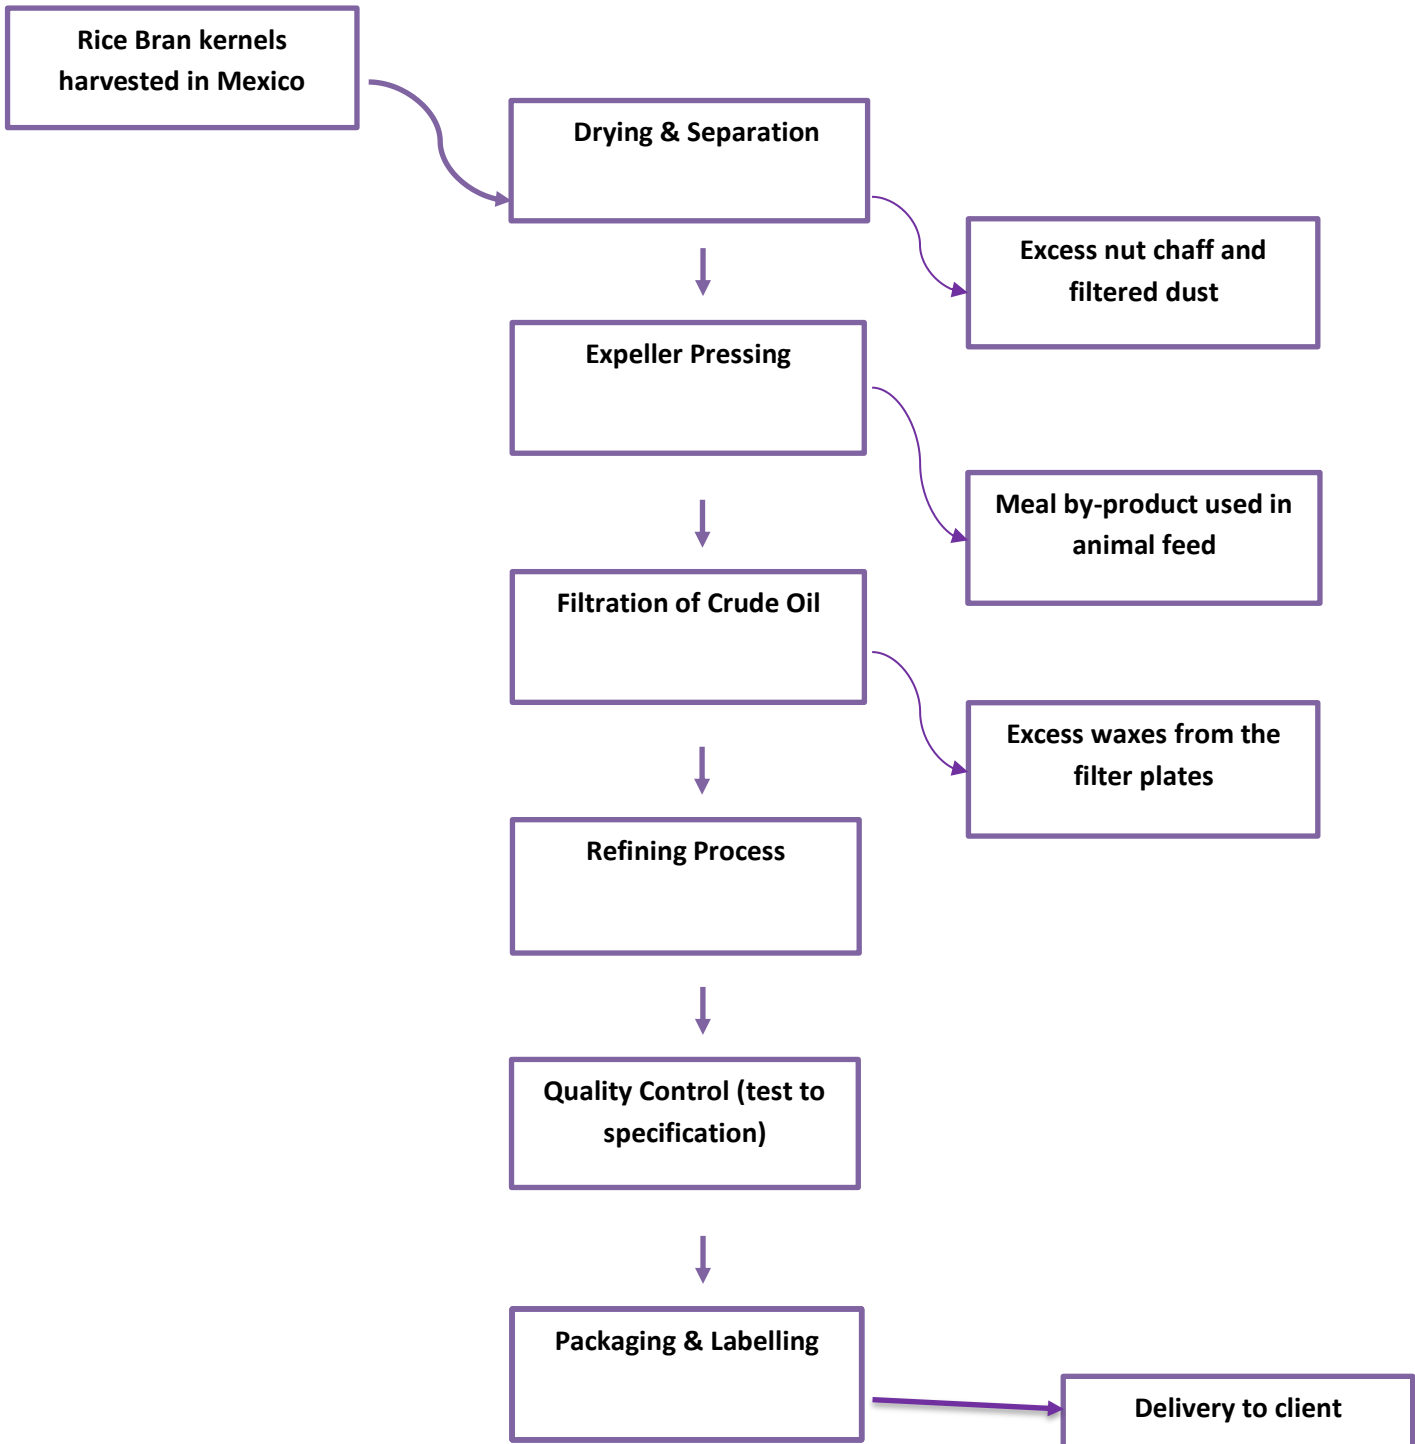 Rice Bran kernels
harvested in Mexico
Drying & Separation
Excess nut chaff and
filtered dust
Expeller Pressing
Meal by-product used in
animal feed
Filtration of Crude Oil
Excess waxes from the
filter plates
Refining Process
Quality Control (test to
specification)
Packaging & Labelling
Delivery to client